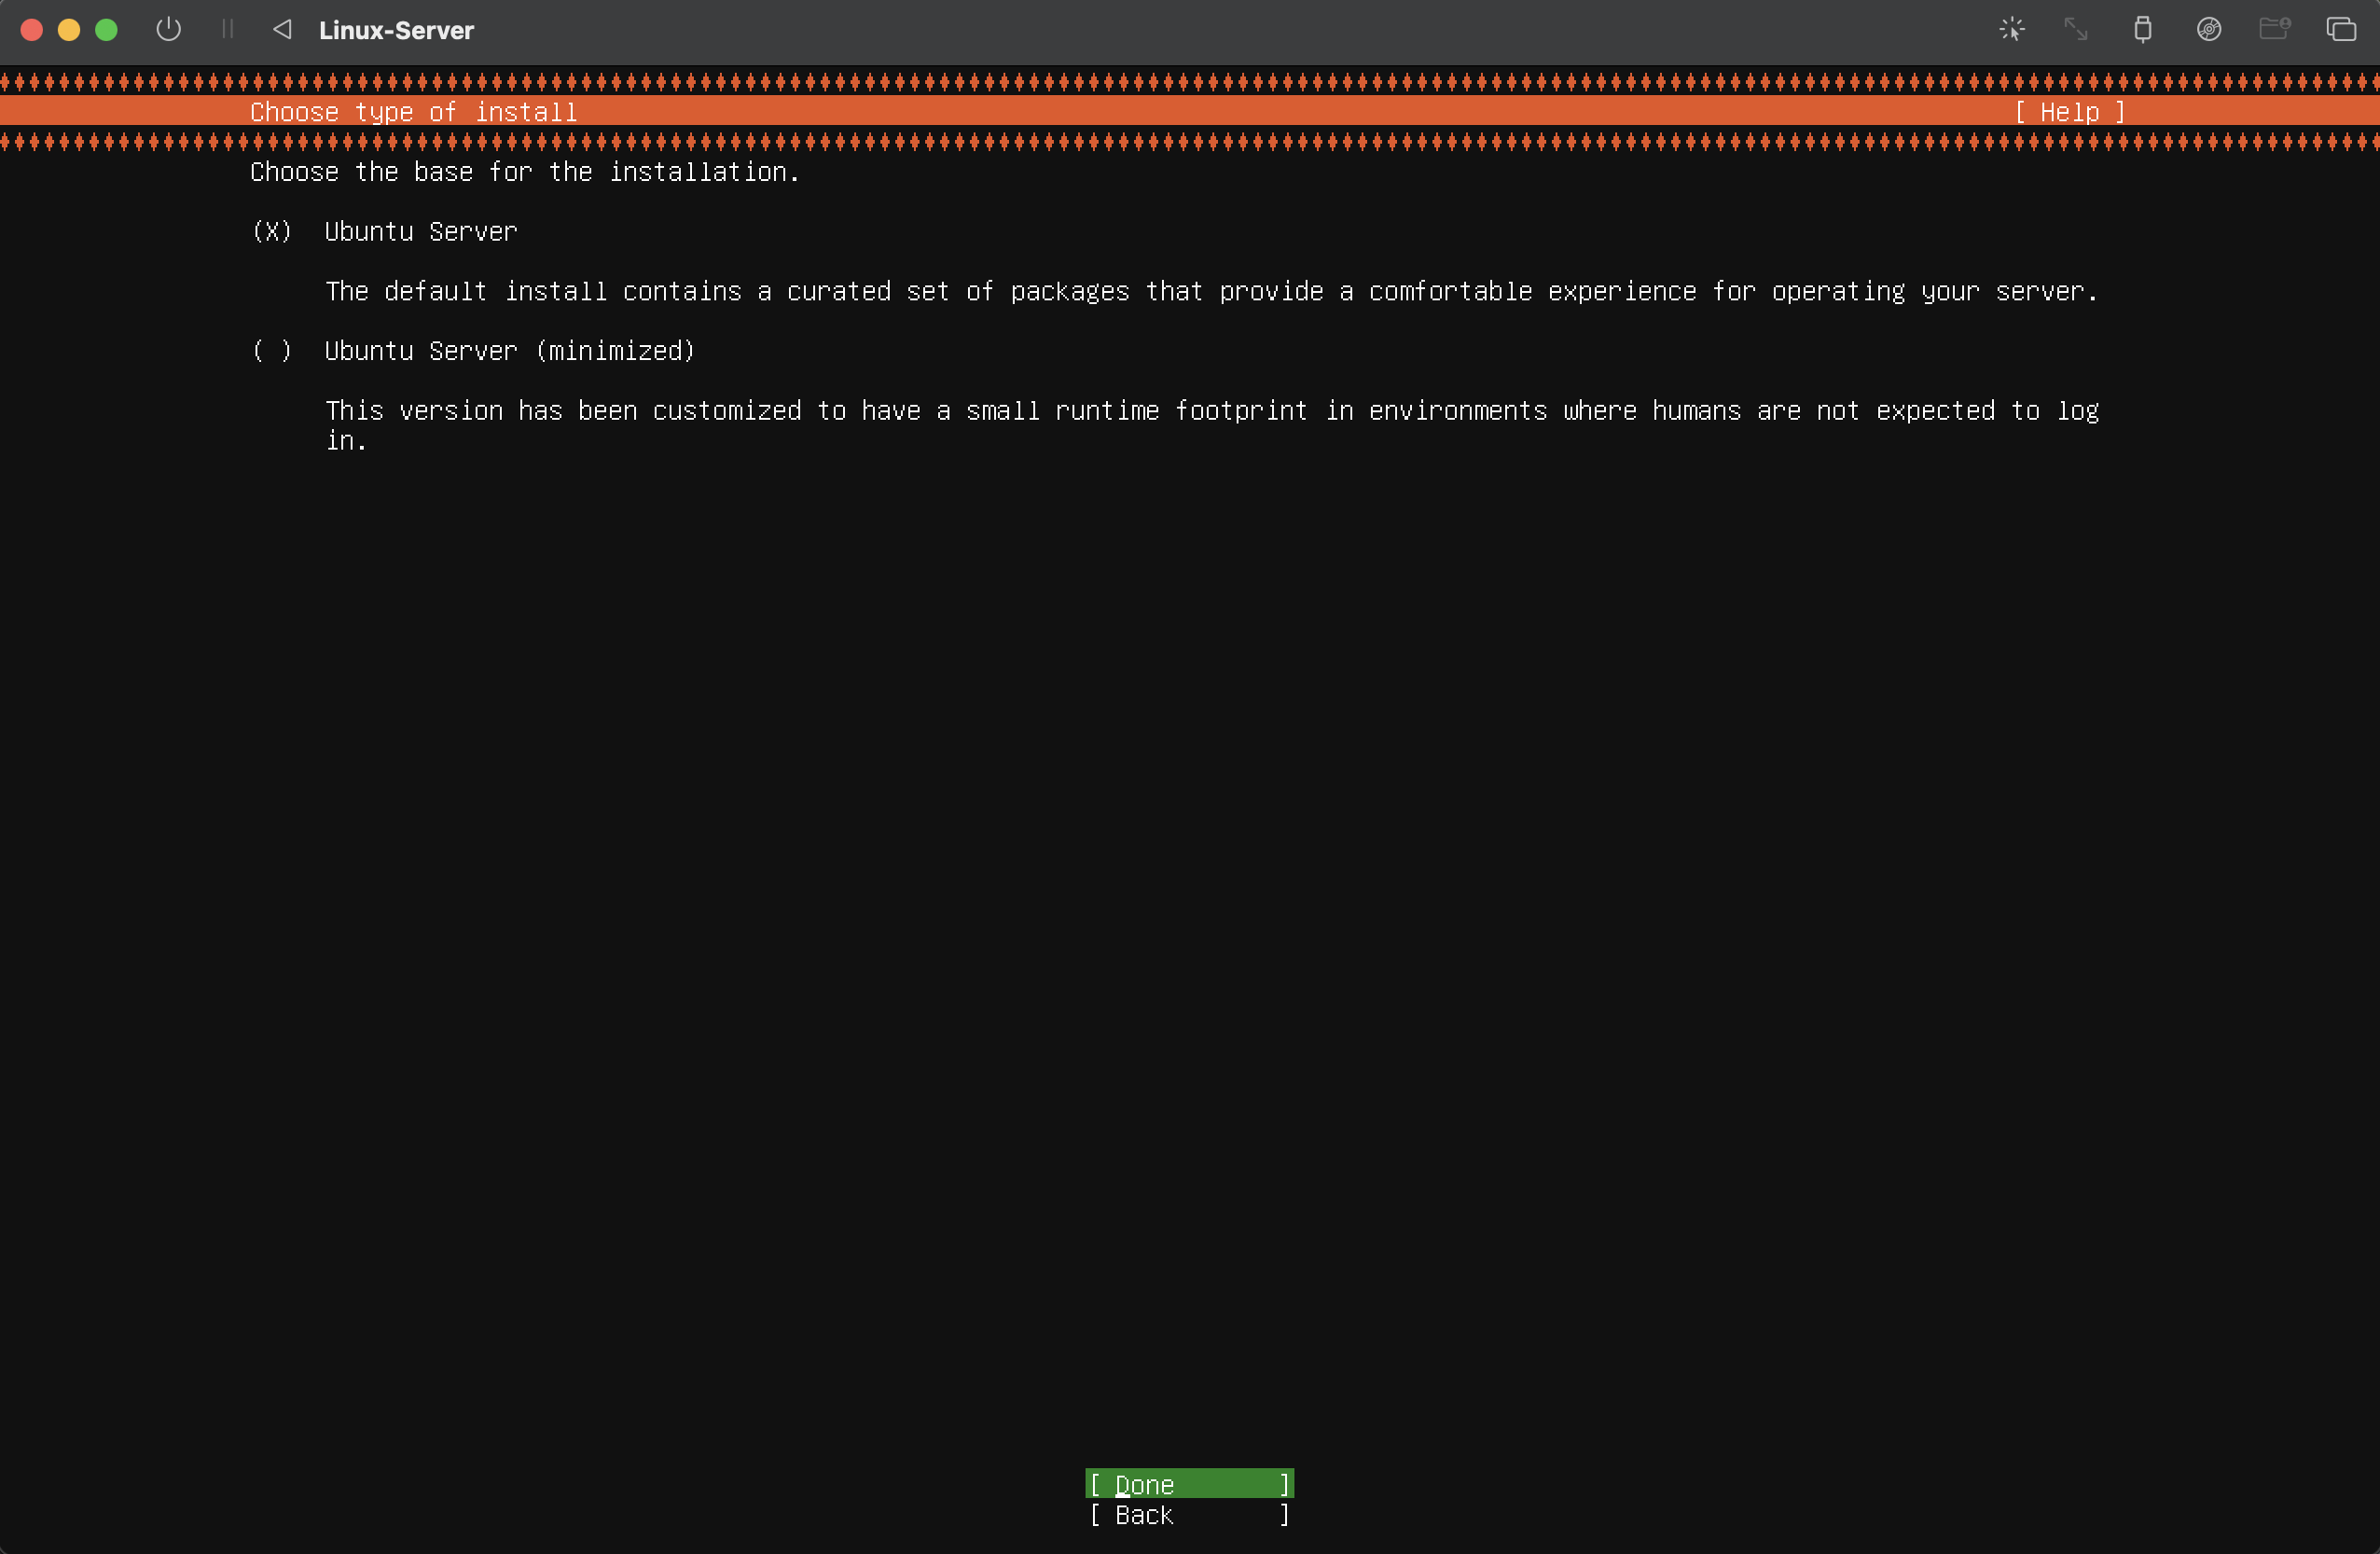 Linux-Server
Choose type of install [ Help ]
Choose the base for the installation.
(X) Ubuntu Server
The default install contains a curated set of packages that provide a comfortable experience for operating your server.
( ) Ubuntu Server (minimized)
This version has been customized to have a small runtime footprint in environments where humans are not expected to log
in.
[ Done ]
[ Back ]